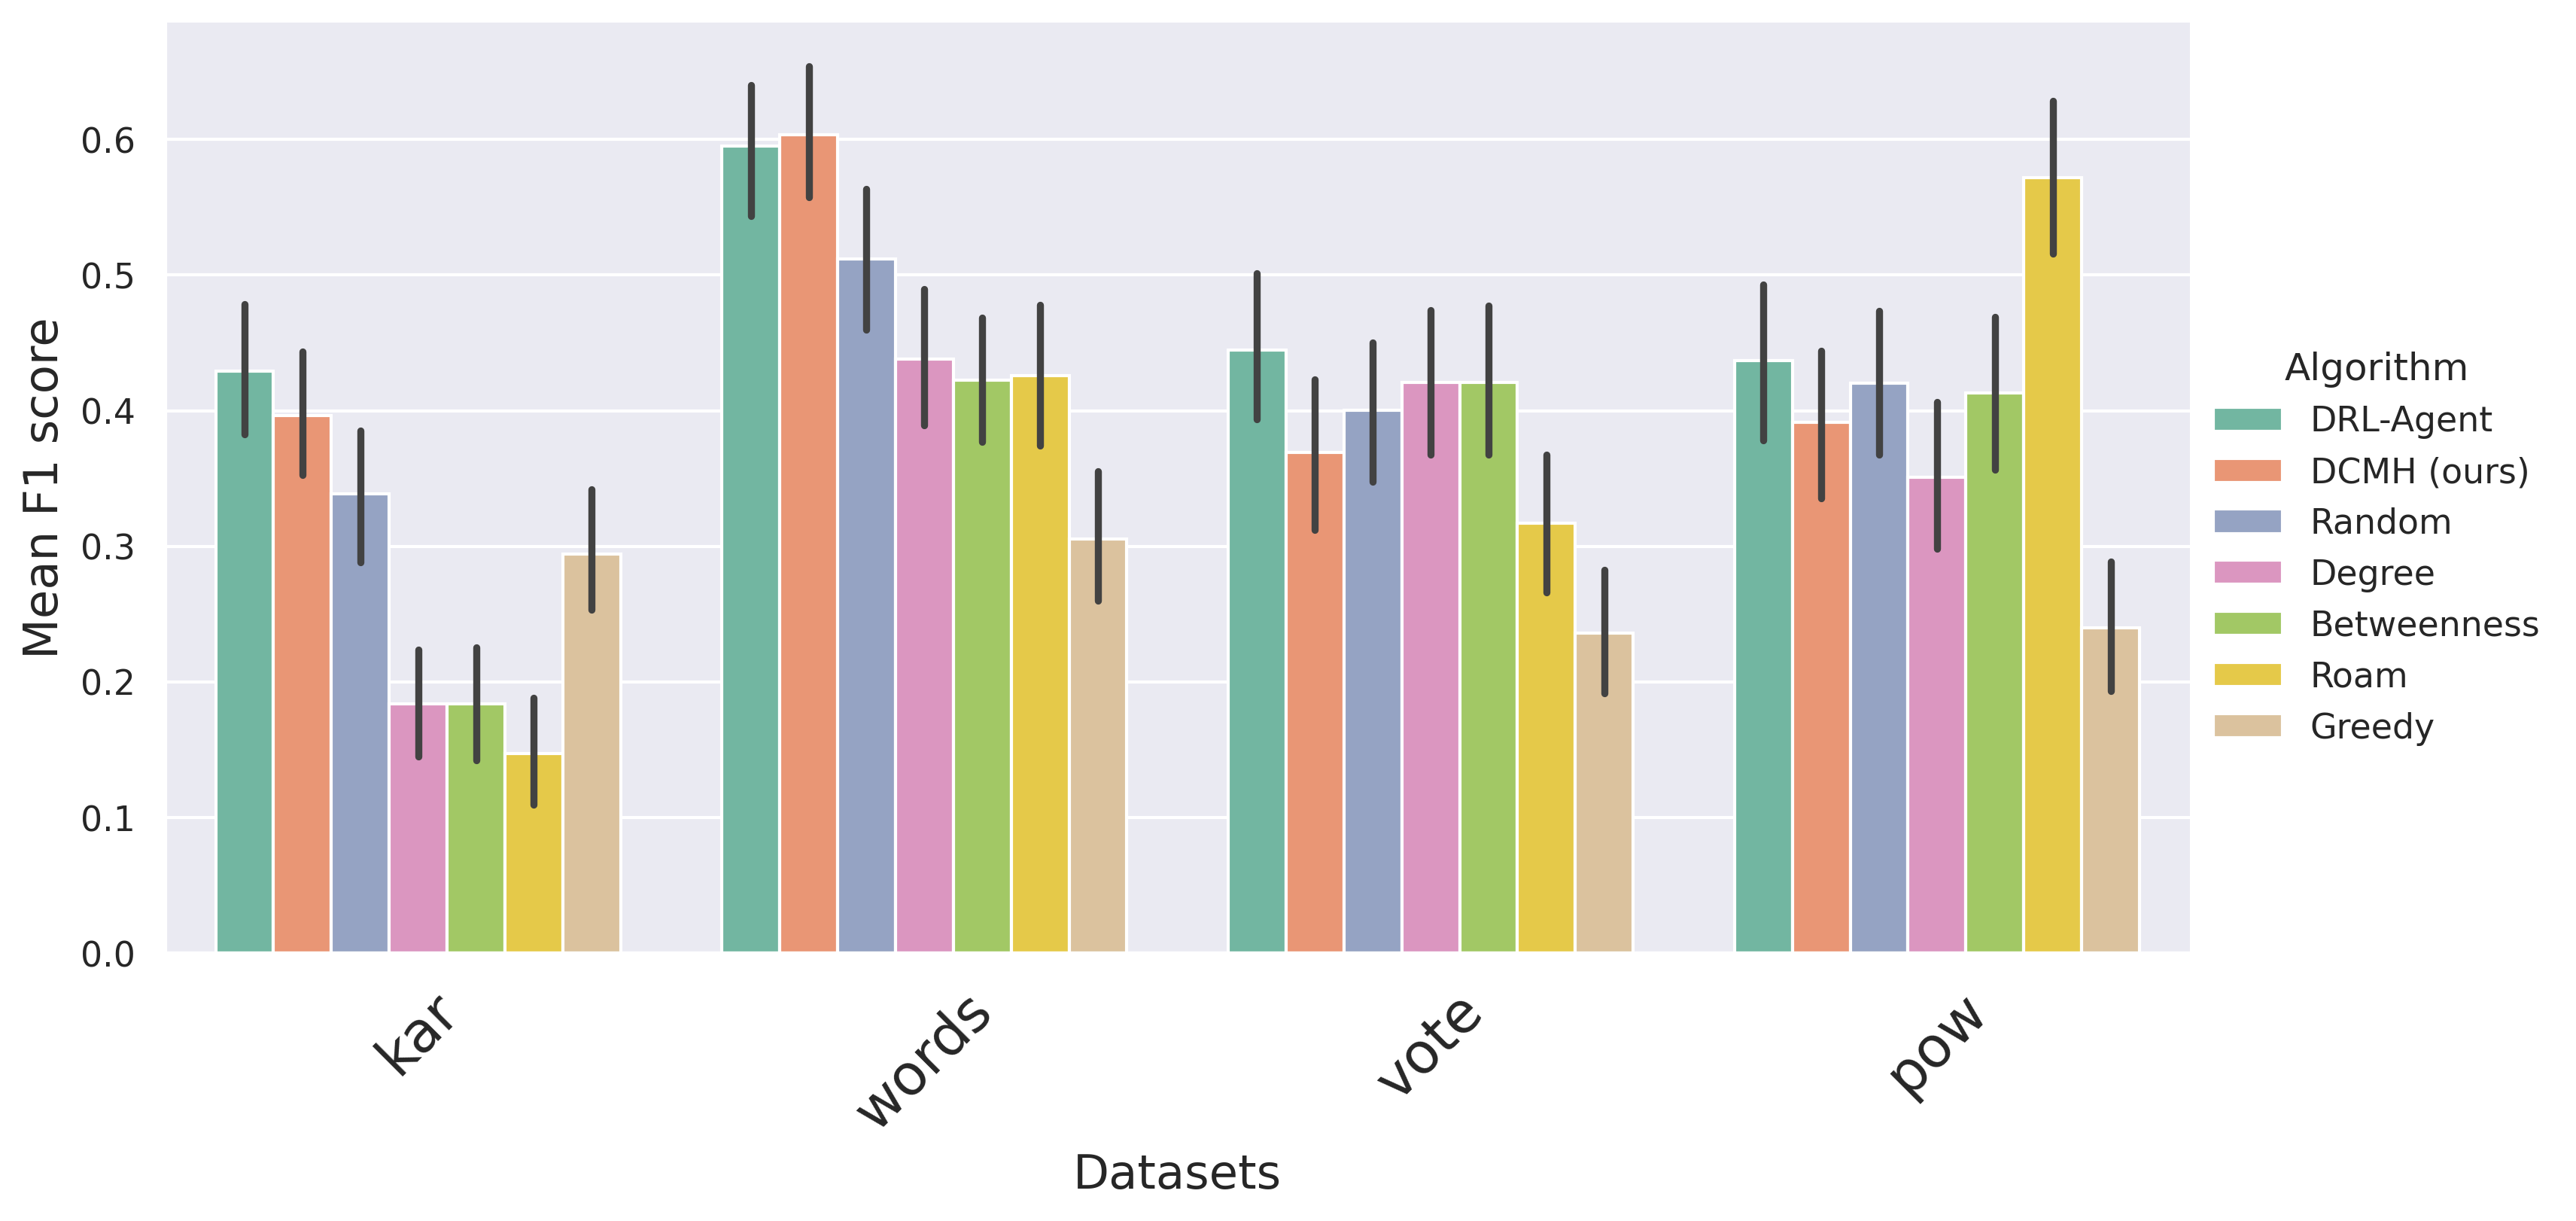 Mean F1 score
0.6
0.5
0.4
0.3
0.2
0.1
0.0
kar
words
vote
pow
Datasets
Algorithm
DRL-Agent
DCMH (ours)
Random
Degree
Betweenness
Roam
Greedy